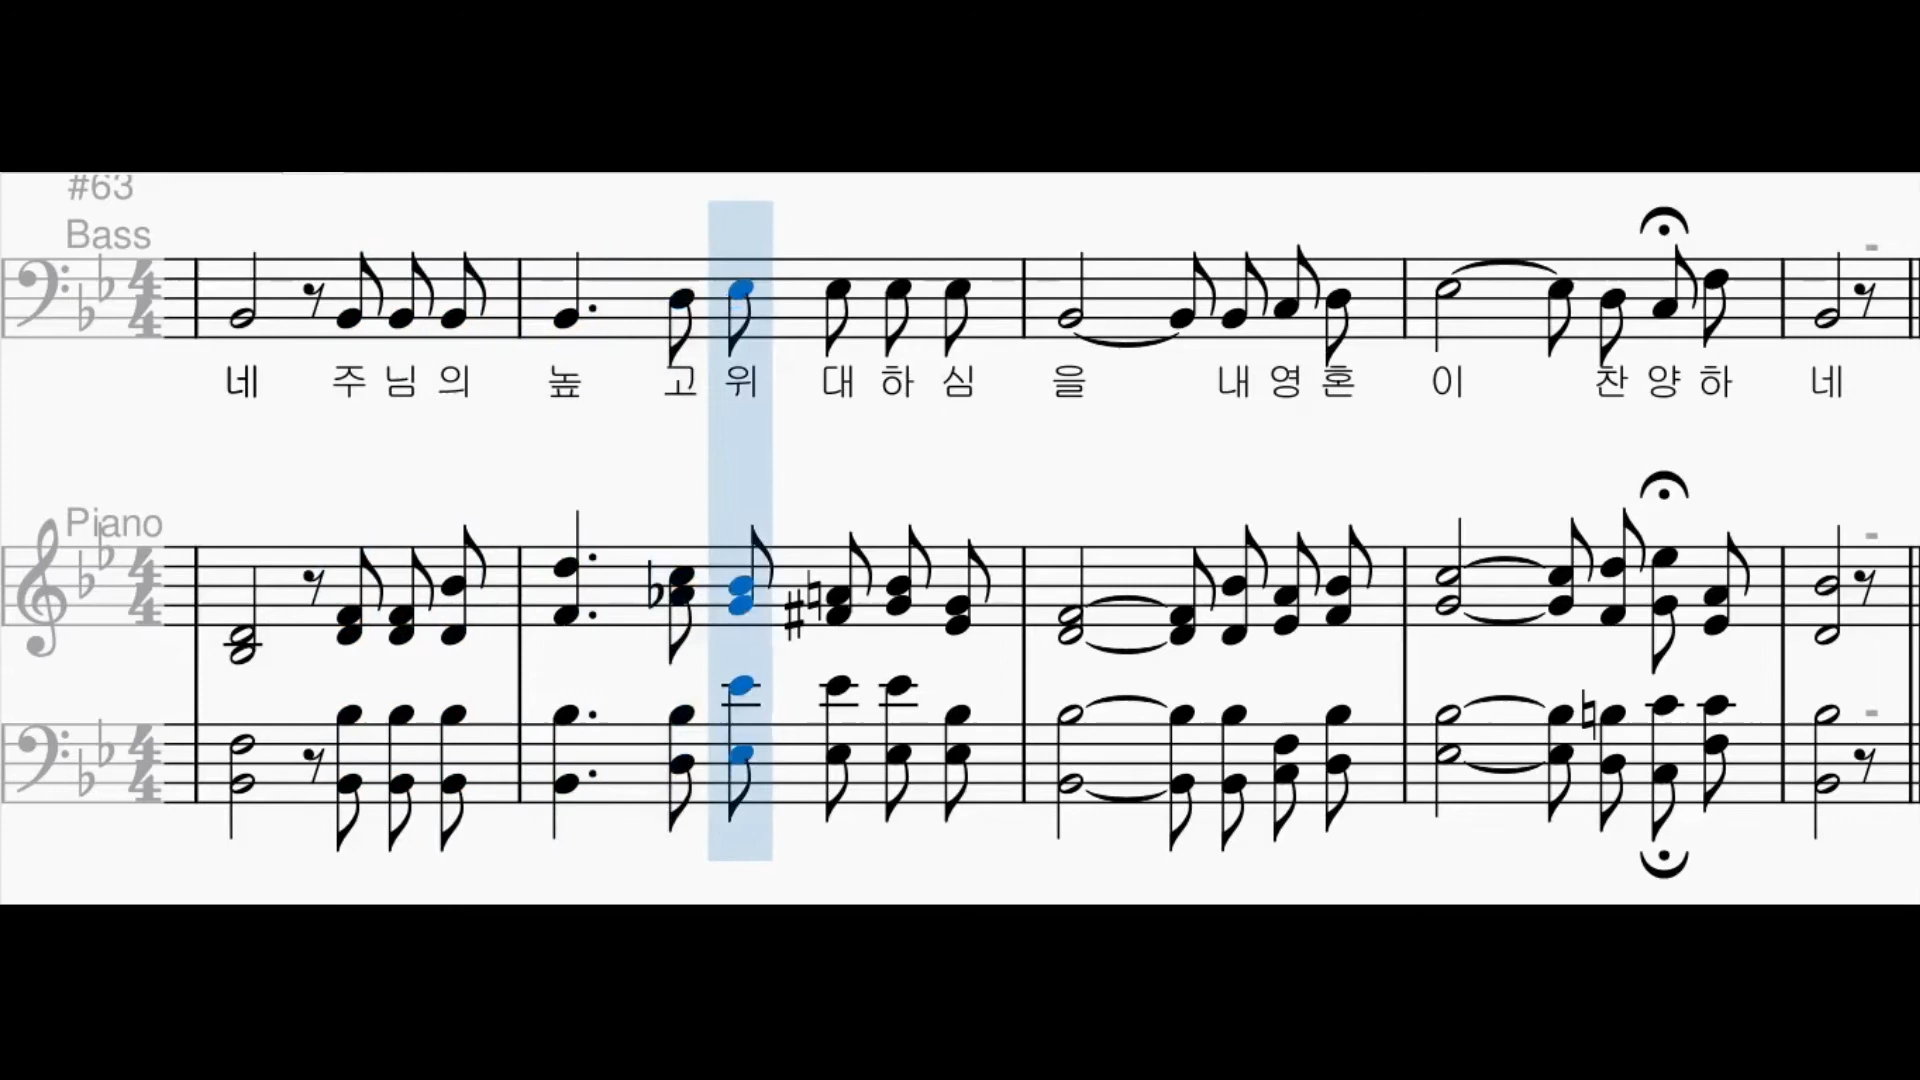 #63
Bass
네 주 님 의 높 고 위 대 하 심 을 내 영 혼 이 찬 양 하 네
Piano